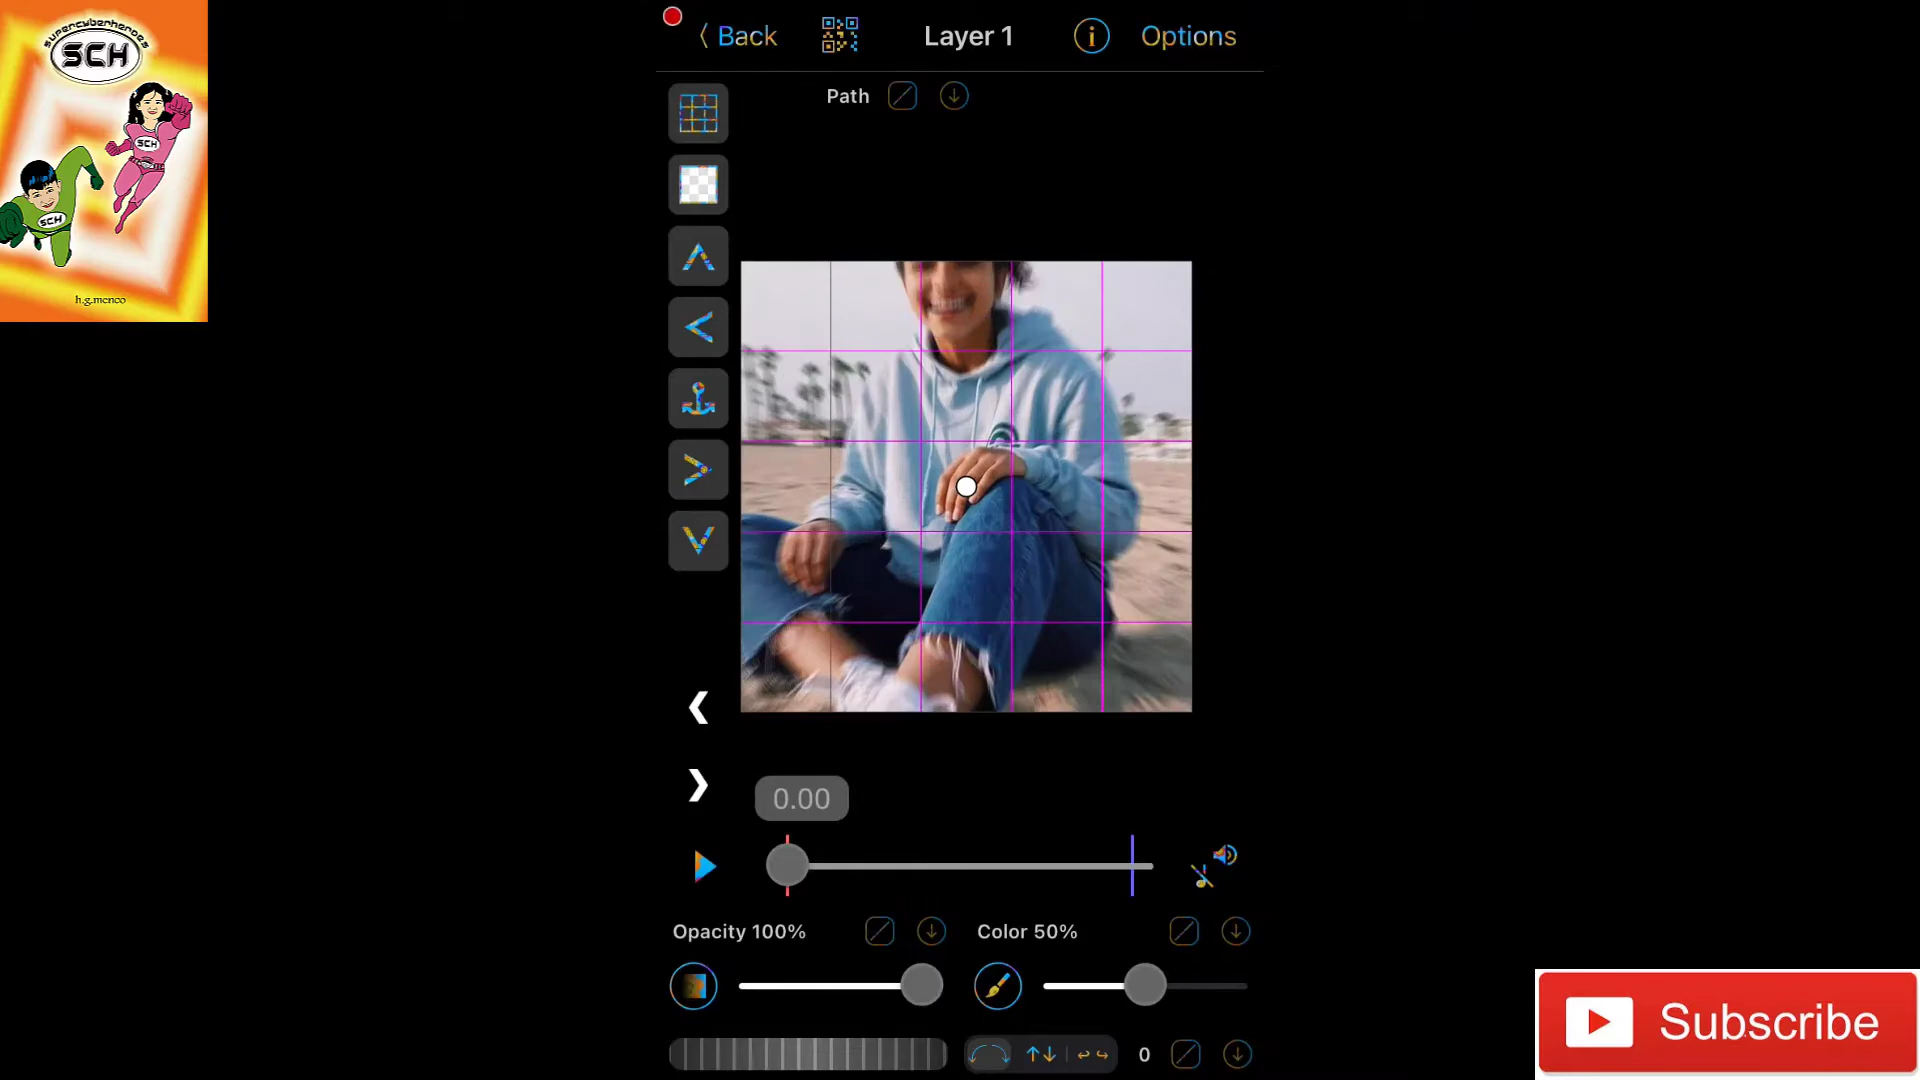 SUPERCYBERHEROES
SCH
SCH
SCH
h.g.menco
Back
Layer 1
i
Options
Path
0.00
Opacity 100%
Color 50%
0
Subscribe